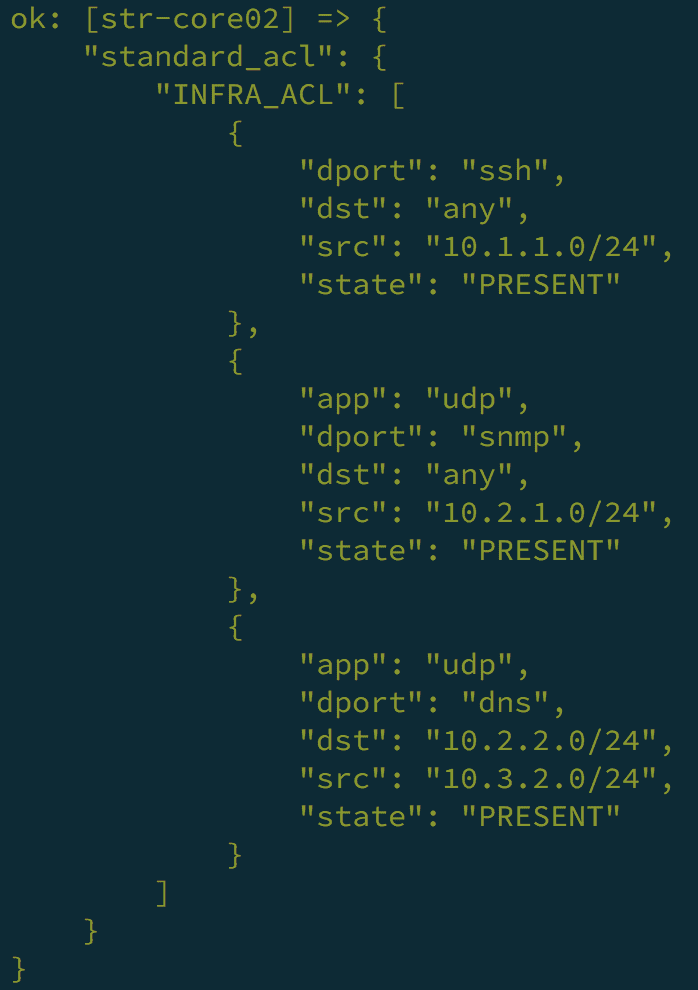 ok: [str-core02] => {
    "standard_acl": {
        "INFRA_ACL": [
            {
                "dport": "ssh",
                "dst": "any",
                "src": "10.1.1.0/24",
                "state": "PRESENT"
            },
            {
                "app": "udp",
                "dport": "snmp",
                "dst": "any",
                "src": "10.2.1.0/24",
                "state": "PRESENT"
            },
            {
                "app": "udp",
                "dport": "dns",
                "dst": "10.2.2.0/24",
                "src": "10.3.2.0/24",
                "state": "PRESENT"
            }
        ]
    }
}